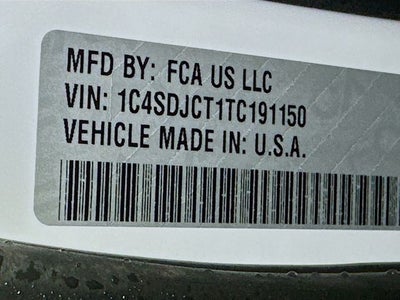 MFD BY: FCA US LLC
VIN: 1C4SDJCT1TC191150
VEHICLE MADE IN: U.S.A.